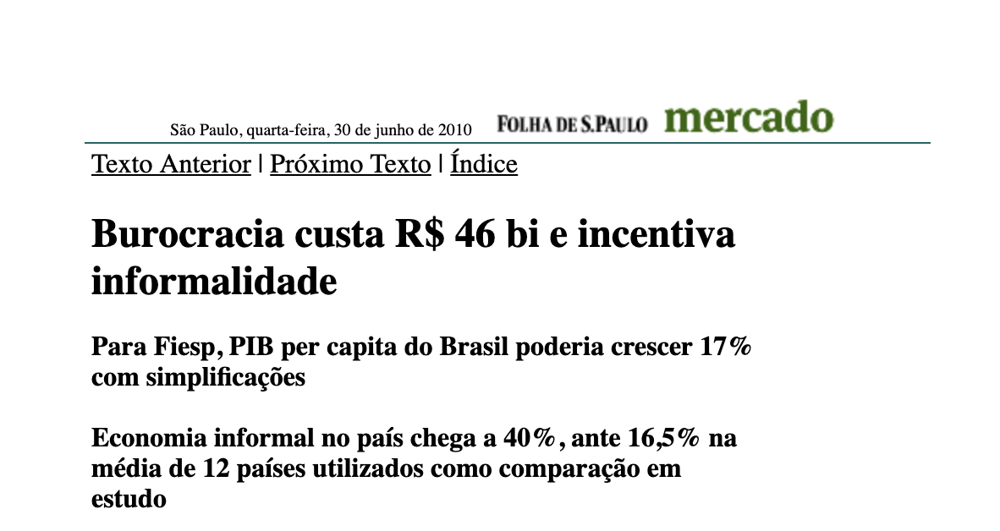 São Paulo, quarta-feira, 30 de junho de 2010 FOLHA DE S.PAULO mercado
Texto Anterior | Próximo Texto | Índice
Burocracia custa R$ 46 bi e incentiva
informalidade
Para Fiesp, PIB per capita do Brasil poderia crescer 17%
com simplificações
Economia informal no país chega a 40%, ante 16,5% na
média de 12 países utilizados como comparação em
estudo